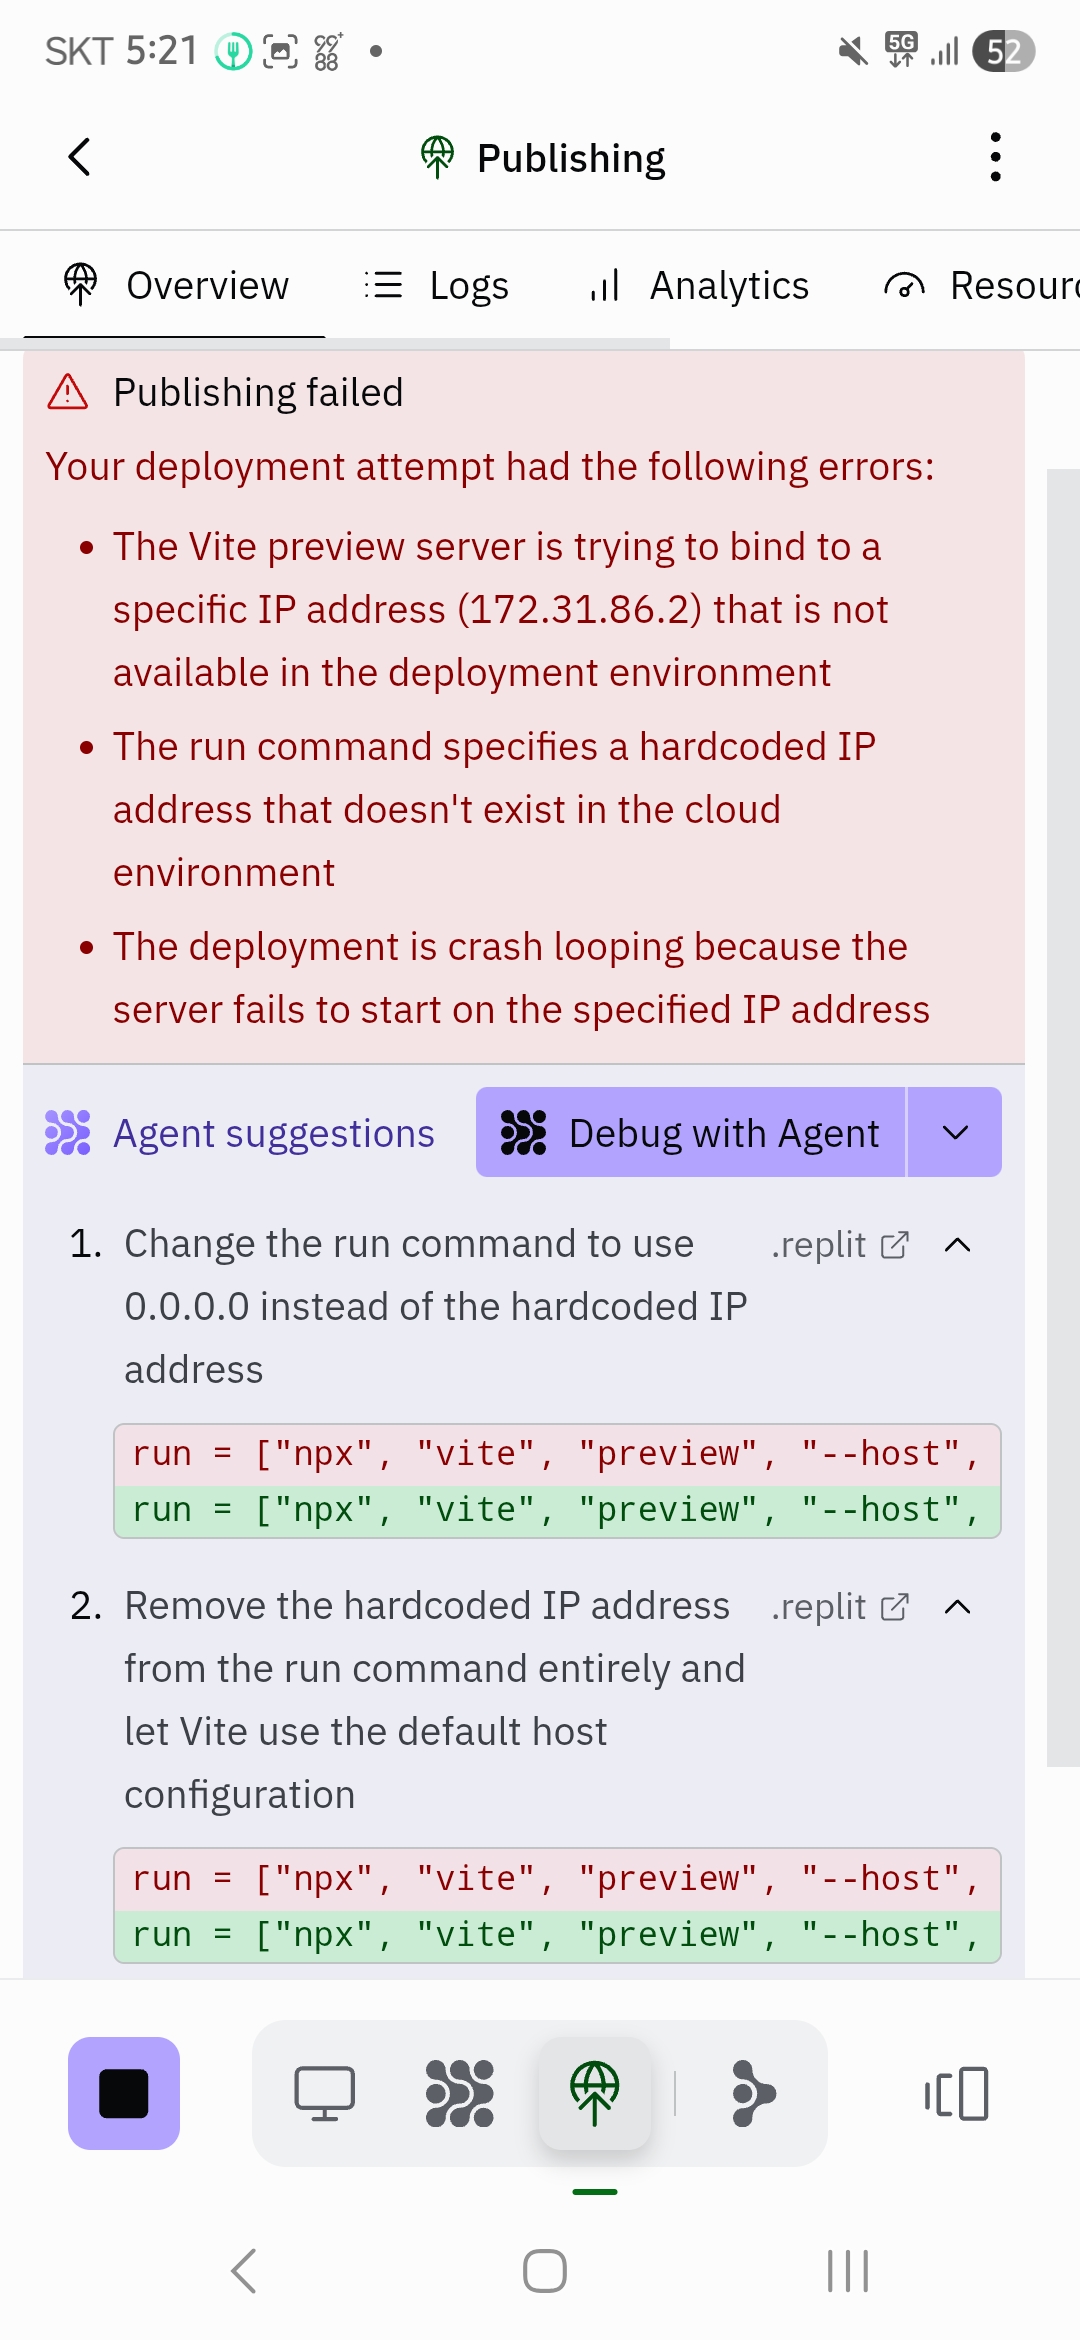 SKT 5:21
5G
52
Publishing
Overview
Logs
Analytics
Resourc
Publishing failed
Your deployment attempt had the following errors:
• The Vite preview server is trying to bind to a
specific IP address (172.31.86.2) that is not
available in the deployment environment
• The run command specifies a hardcoded IP
address that doesn't exist in the cloud
environment
• The deployment is crash looping because the
server fails to start on the specified IP address
Agent suggestions
Debug with Agent
1. Change the run command to use
.replit
0.0.0.0 instead of the hardcoded IP
address
run = ["npx", "vite", "preview", "--host",
run = ["npx", "vite", "preview", "--host",
2. Remove the hardcoded IP address
.replit
from the run command entirely and
let Vite use the default host
configuration
run = ["npx", "vite", "preview", "--host",
run = ["npx", "vite", "preview", "--host",